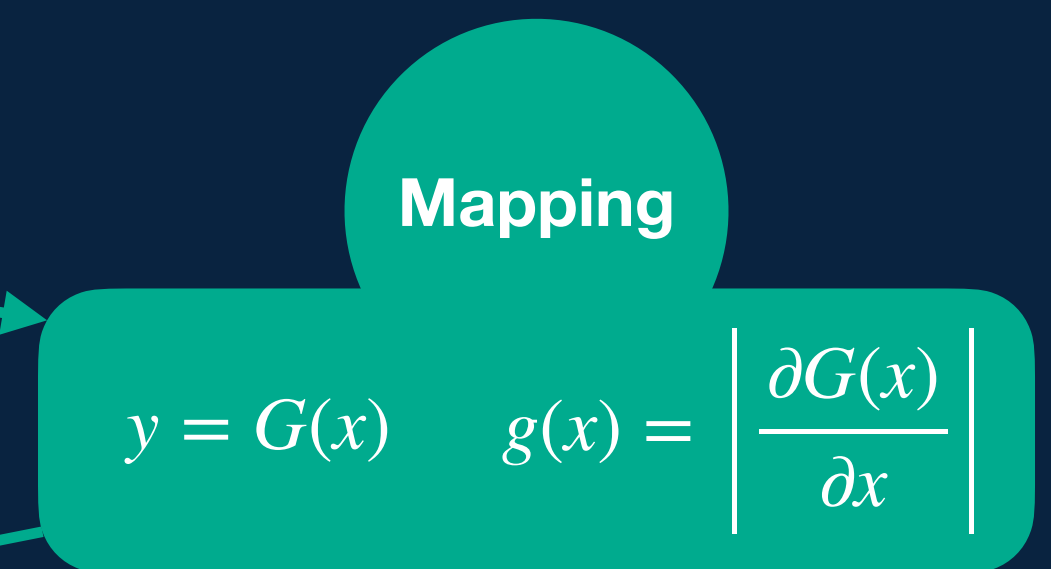 Mapping
y = G(x)
g(x) = | ∂G(x) / ∂x |